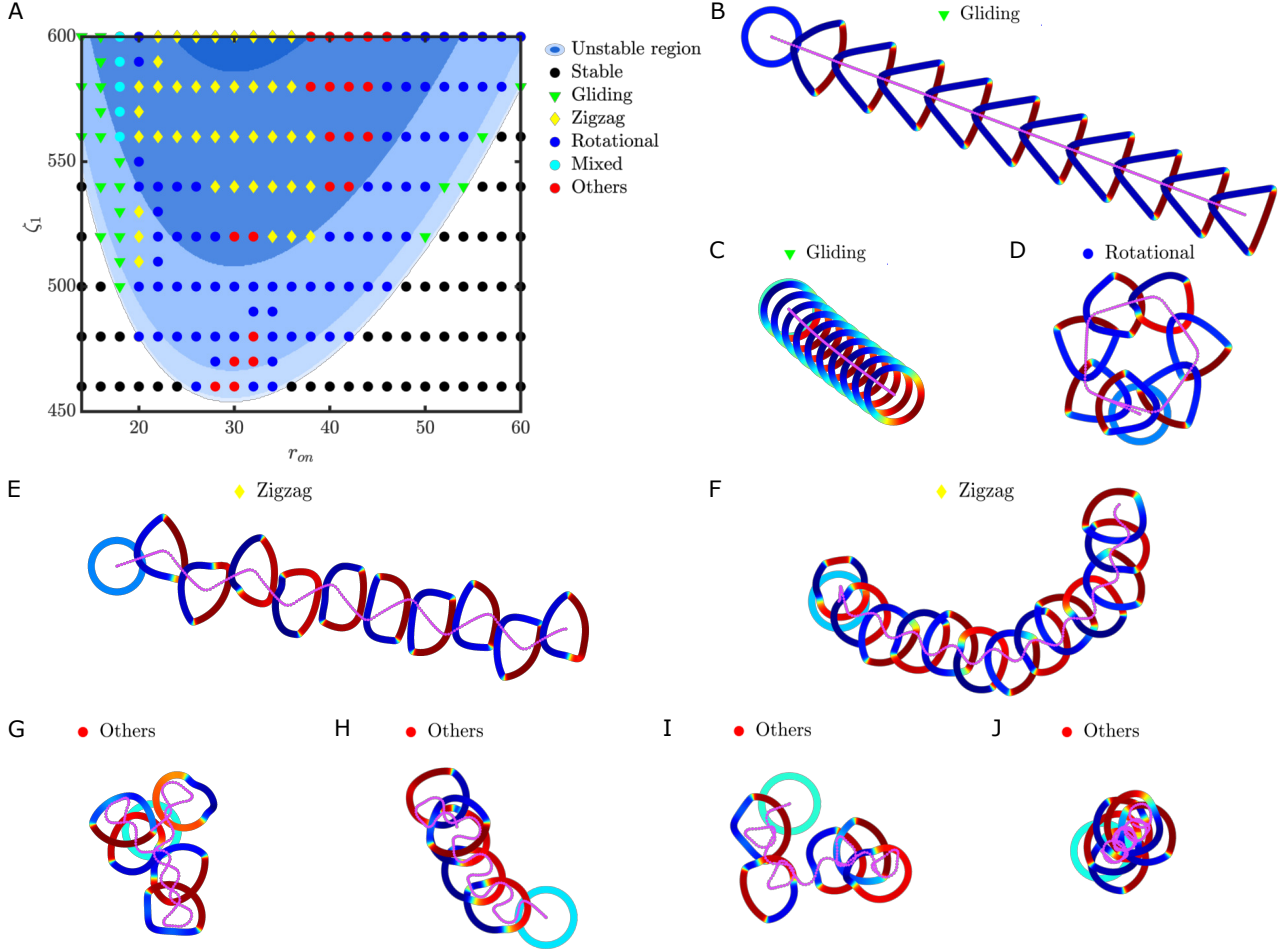 A
600
550
500
450
ζ1
20
30
40
50
60
r_on
Unstable region
Stable
Gliding
Zigzag
Rotational
Mixed
Others
B
Gliding
C
Gliding
D
Rotational
E
Zigzag
F
Zigzag
G
Others
H
Others
I
Others
J
Others